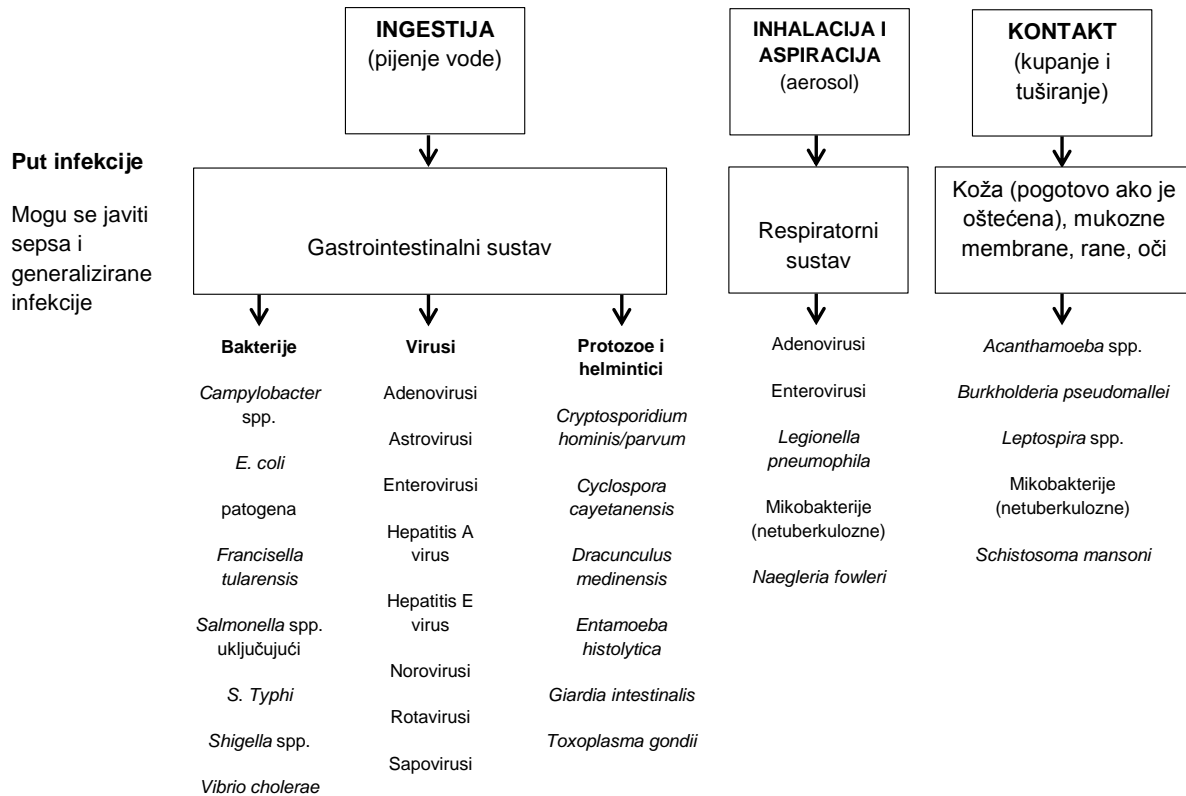 INGESTIJA
(pijenje vode)
INHALACIJA I
ASPIRACIJA
(aerosol)
KONTAKT
(kupanje i
tuširanje)
Put infekcije
Mogu se javiti
sepsa i
generalizirane
infekcije
Gastrointestinalni sustav
Respiratorni
sustav
Koža (pogotovo ako je
oštećena), mukozne
membrane, rane, oči
Bakterije
Campylobacter
spp.
E. coli
patogena
Francisella
tularensis
Salmonella spp.
uključujući
S. Typhi
Shigella spp.
Vibrio cholerae
Virusi
Adenovirusi
Astrovirusi
Enterovirusi
Hepatitis A
virus
Hepatitis E
virus
Norovirusi
Rotavirusi
Sapovirusi
Protozoe i
helmintici
Cryptosporidium
hominis/parvum
Cyclospora
cayetanensis
Dracunculus
medinensis
Entamoeba
histolytica
Giardia intestinalis
Toxoplasma gondii
Adenovirusi
Enterovirusi
Legionella
pneumophila
Mikobakterije
(netuberkulozne)
Naegleria fowleri
Acanthamoeba spp.
Burkholderia pseudomallei
Leptospira spp.
Mikobakterije
(netuberkulozne)
Schistosoma mansoni